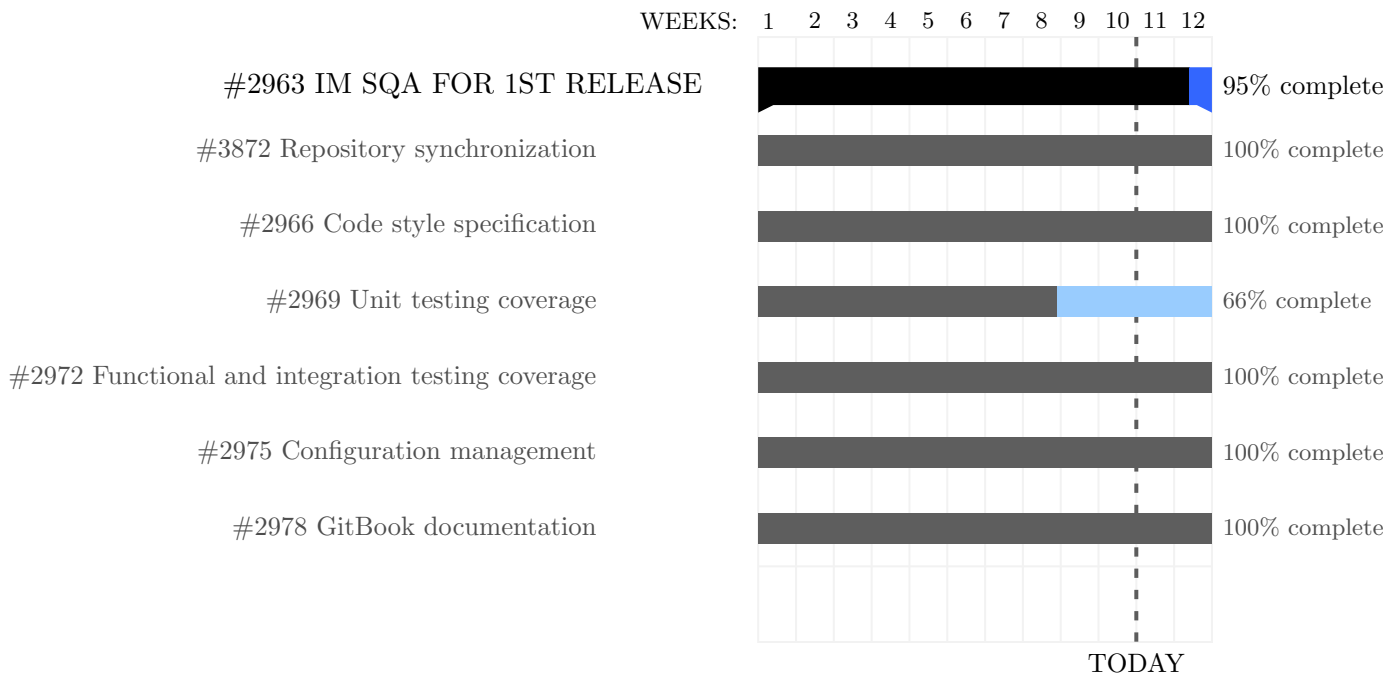 WEEKS: 1 2 3 4 5 6 7 8 9 10 11 12
#2963 IM SQA FOR 1ST RELEASE 95% complete
#3872 Repository synchronization 100% complete
#2966 Code style specification 100% complete
#2969 Unit testing coverage 66% complete
#2972 Functional and integration testing coverage 100% complete
#2975 Configuration management 100% complete
#2978 GitBook documentation 100% complete
TODAY